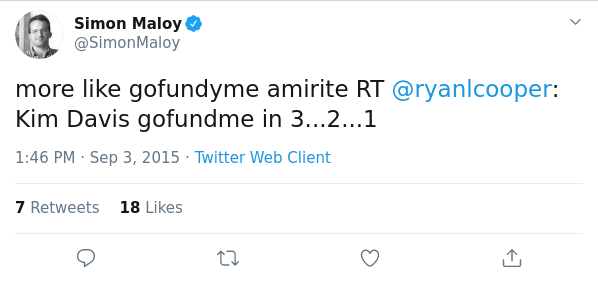 Simon Maloy
@SimonMaloy
more like gofundyme amirite RT @ryanlcooper:
Kim Davis gofundme in 3...2...1
1:46 PM · Sep 3, 2015 · Twitter Web Client
7 Retweets 18 Likes